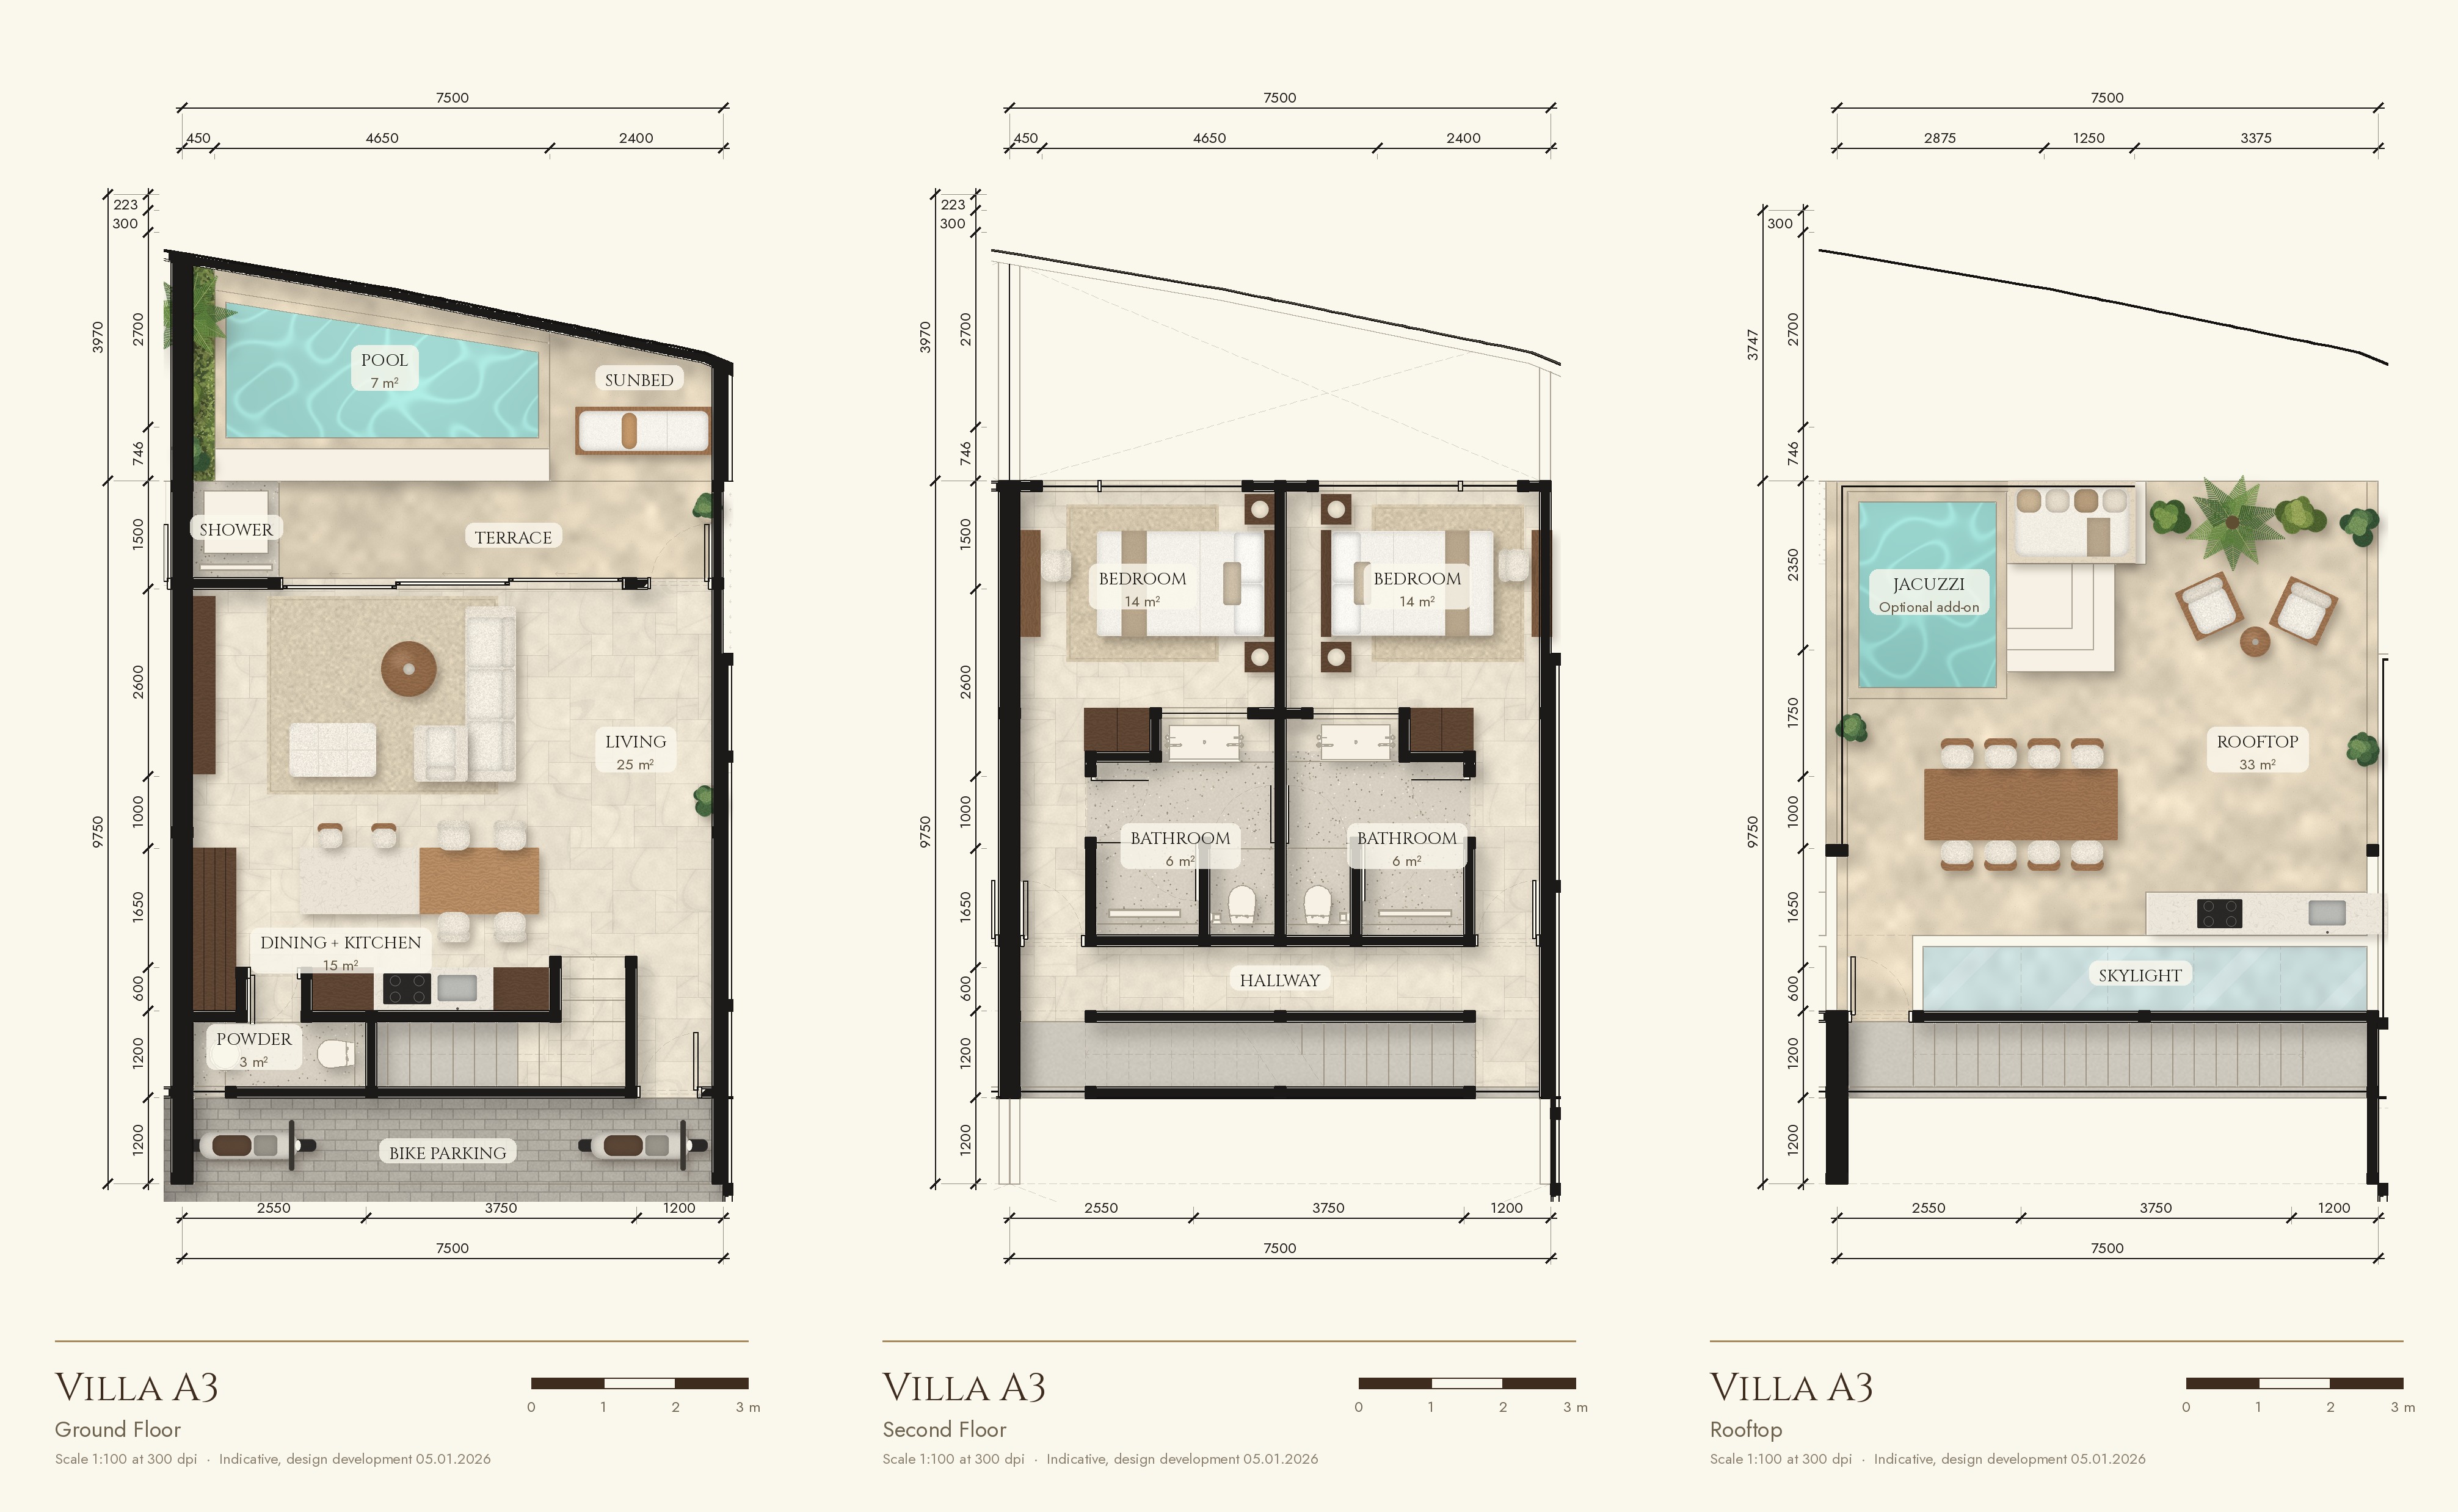 7500
450 4650 2400
223
300
3970
2700
746
1500
2600
9750
1000
1650
600
1200
1200
POOL
7 m²
SUNBED
SHOWER
TERRACE
LIVING
25 m²
DINING + KITCHEN
15 m²
POWDER
3 m²
BIKE PARKING
2550 3750 1200
7500
VILLA A3
Ground Floor
Scale 1:100 at 300 dpi · Indicative, design development 05.01.2026
0 1 2 3 m
7500
450 4650 2400
223
300
3970
2700
746
1500
2600
9750
1000
1650
600
1200
1200
BEDROOM
14 m²
BEDROOM
14 m²
BATHROOM
6 m²
BATHROOM
6 m²
HALLWAY
2550 3750 1200
7500
VILLA A3
Second Floor
Scale 1:100 at 300 dpi · Indicative, design development 05.01.2026
0 1 2 3 m
7500
2875 1250 3375
300
3747
2700
746
2350
1750
9750
1000
1650
600
1200
1200
JACUZZI
Optional add-on
ROOFTOP
33 m²
SKYLIGHT
2550 3750 1200
7500
VILLA A3
Rooftop
Scale 1:100 at 300 dpi · Indicative, design development 05.01.2026
0 1 2 3 m